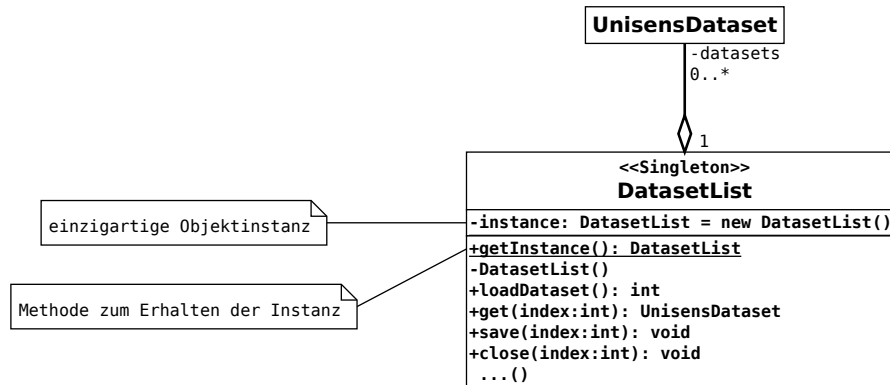 UnisensDataset
-datasets
0..*
1
<<Singleton>>
DatasetList
-instance: DatasetList = new DatasetList()
einzigartige Objektinstanz
+getInstance(): DatasetList
-DatasetList()
+loadDataset(): int
+get(index:int): UnisensDataset
+save(index:int): void
+close(index:int): void
...()
Methode zum Erhalten der Instanz